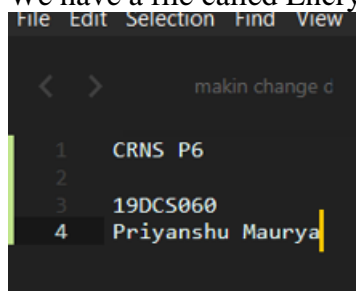 We have a file called Encry
File Edit Selection Find View
makin change d
1 CRNS P6
2
3 19DCS060
4 Priyanshu Maurya